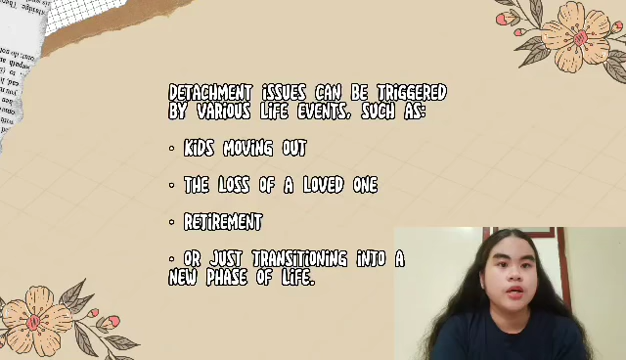 DETACHMENT ISSUES CAN BE TRIGGERED
BY VARIOUS LIFE EVENTS, SUCH AS:
• KIDS MOVING OUT
• THE LOSS OF A LOVED ONE
• RETIREMENT
• OR JUST TRANSITIONING INTO A
NEW PHASE OF LIFE.